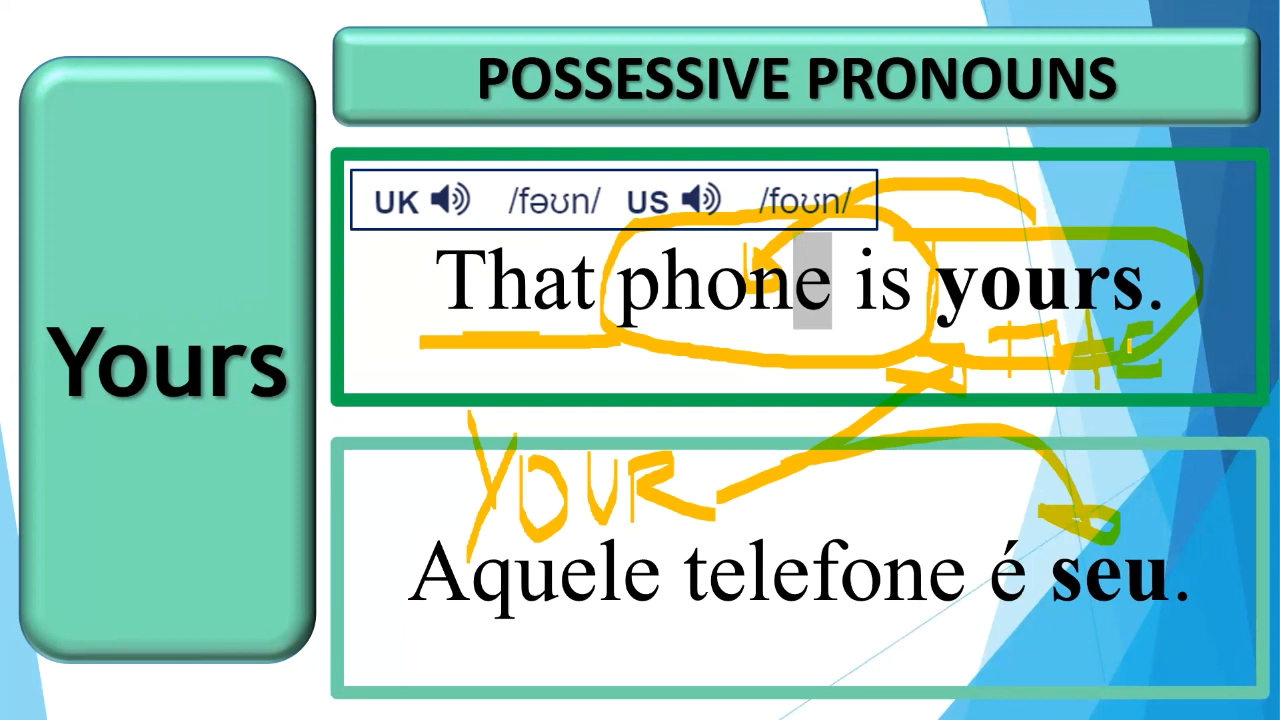 POSSESSIVE PRONOUNS
Yours
UK /fəʊn/ US /foʊn/
That phone is yours.
YOUR
Aquele telefone é seu.